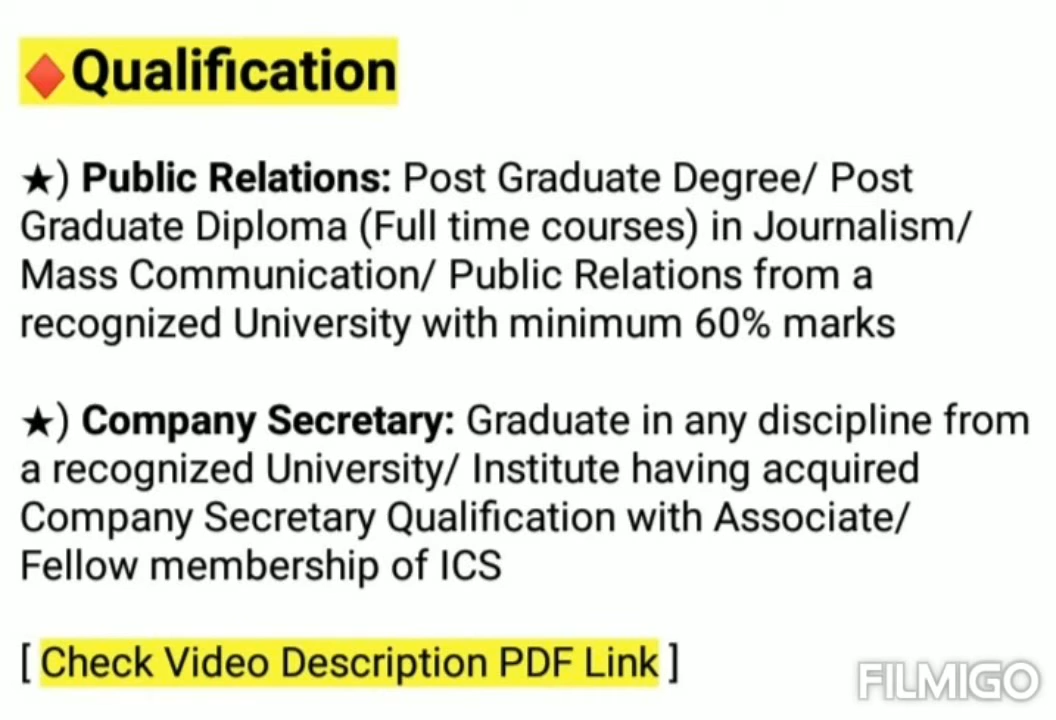 ♦Qualification
★) Public Relations: Post Graduate Degree/ Post
Graduate Diploma (Full time courses) in Journalism/
Mass Communication/ Public Relations from a
recognized University with minimum 60% marks
★) Company Secretary: Graduate in any discipline from
a recognized University/ Institute having acquired
Company Secretary Qualification with Associate/
Fellow membership of ICS
[ Check Video Description PDF Link ]
FILMIGO